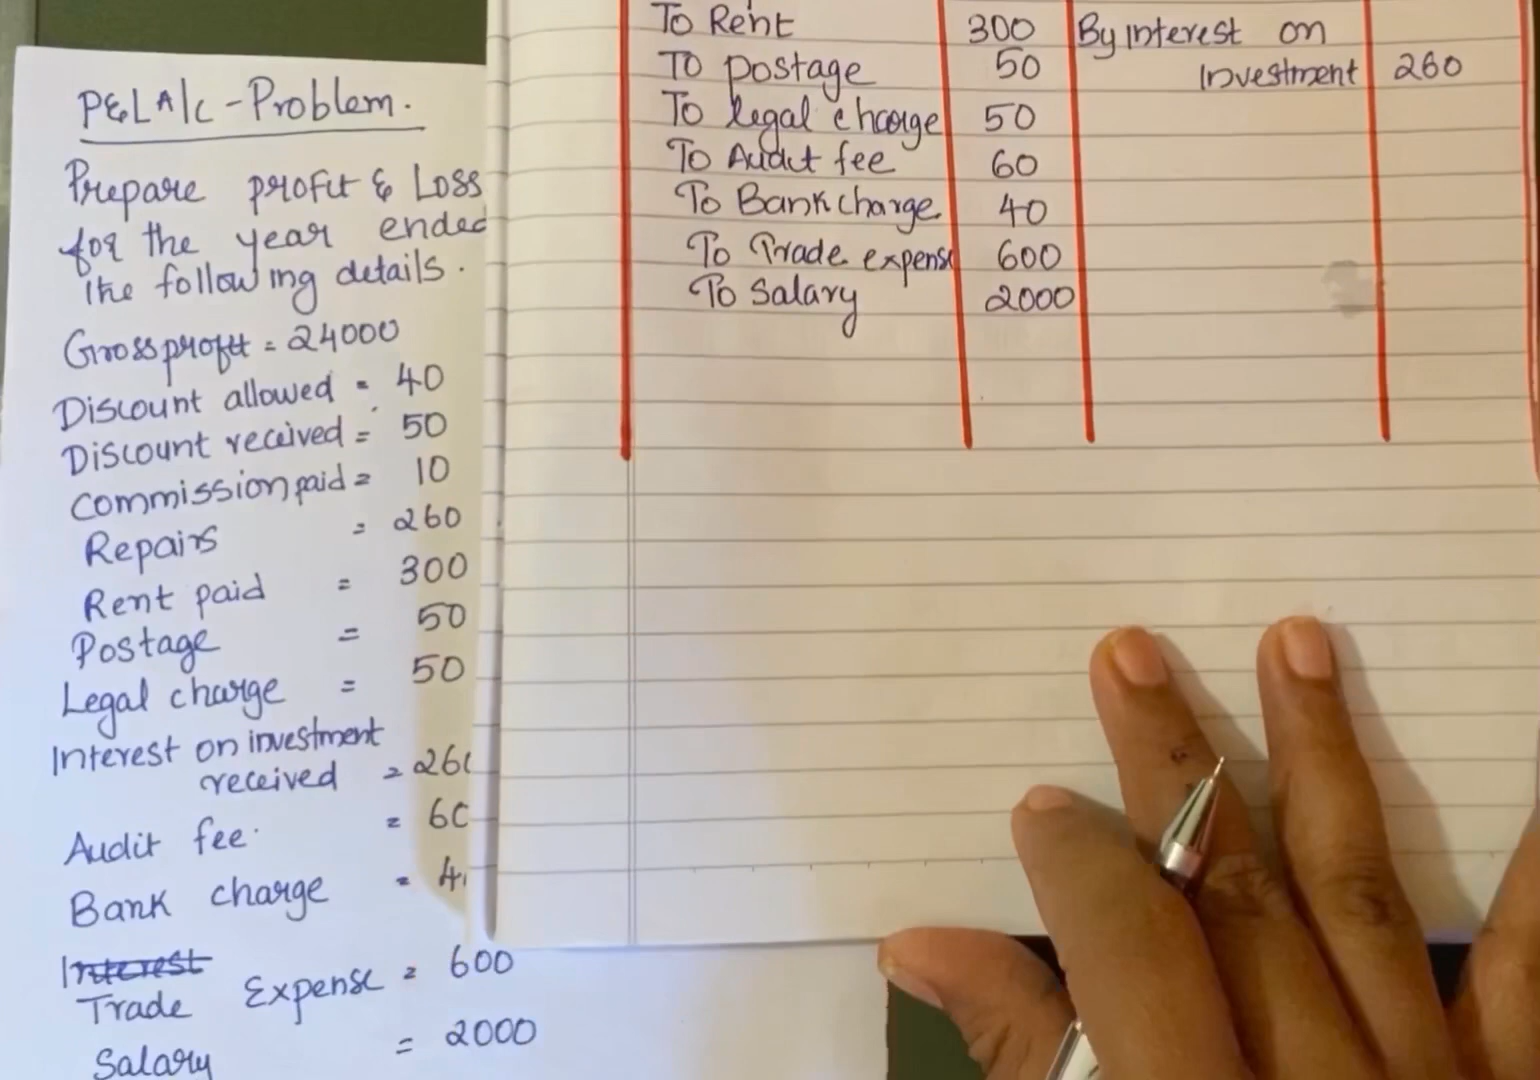 P&L A/c - Problem.
Prepare profit & Loss
for the year ended
the following details.
Gross profit = 24000
Discount allowed = 40
Discount received = 50
Commission paid = 10
Repairs = 260
Rent paid = 300
Postage = 50
Legal charge = 50
Interest on investment
received = 260
Audit fee = 60
Bank charge = 4
Interest
Trade Expense = 600
Salary = 2000
To Rent 300 By interest on
To postage 50 Investment 260
To legal charge 50
To Audit fee 60
To Bank charge 40
To Trade expense 600
To Salary 2000